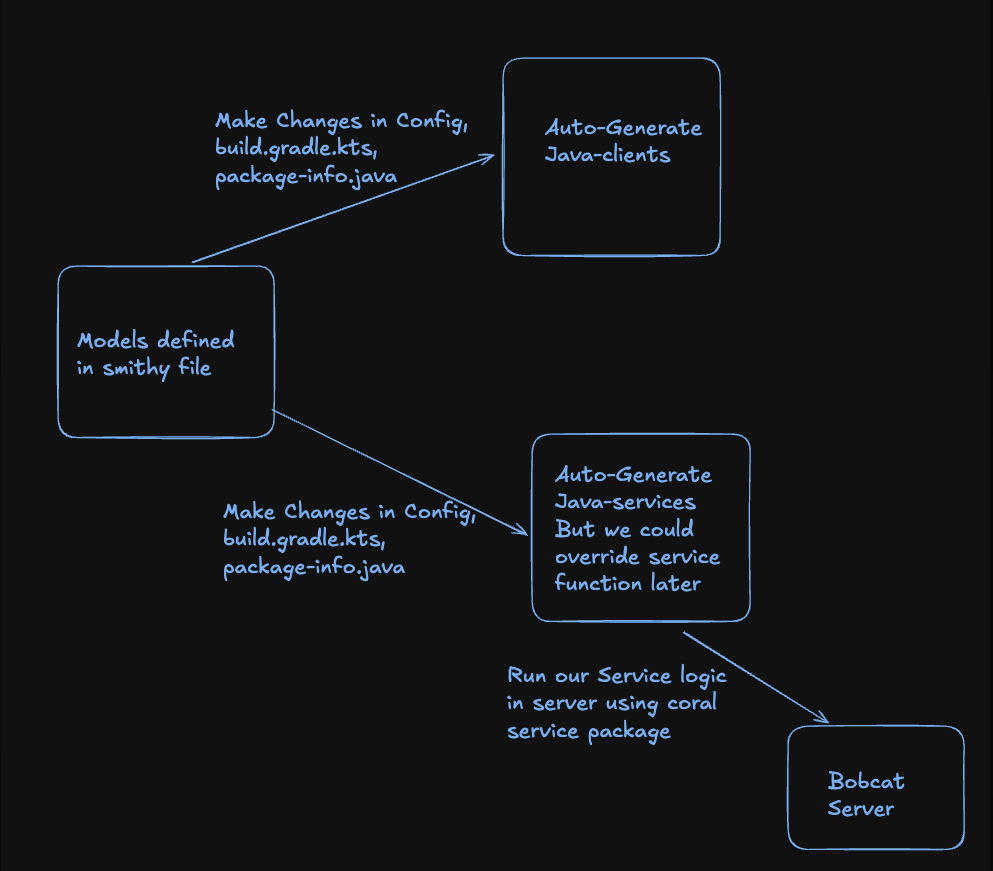 Make Changes in Config,
build.gradle.kts,
package-info.java
Auto-Generate
Java-clients
Models defined
in smithy file
Make Changes in Config,
build.gradle.kts,
package-info.java
Auto-Generate
Java-services
But we could
override service
function later
Run our Service logic
in server using coral
service package
Bobcat
Server